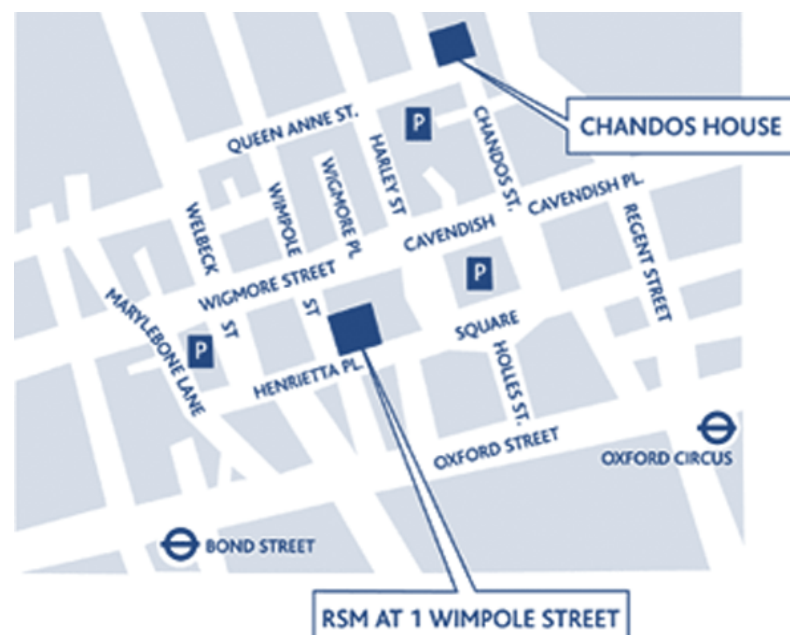 CHANDOS HOUSE
QUEEN ANNE ST.
P
HARLEY ST
CHANDOS ST.
WIGMORE PL
WIMPOLE ST
WELBECK ST
CAVENDISH PL.
CAVENDISH
SQUARE
REGENT STREET
WIGMORE STREET
P
MARYLEBONE LANE
P
HENRIETTA PL.
HOLLES ST.
OXFORD STREET
OXFORD CIRCUS
BOND STREET
RSM AT 1 WIMPOLE STREET